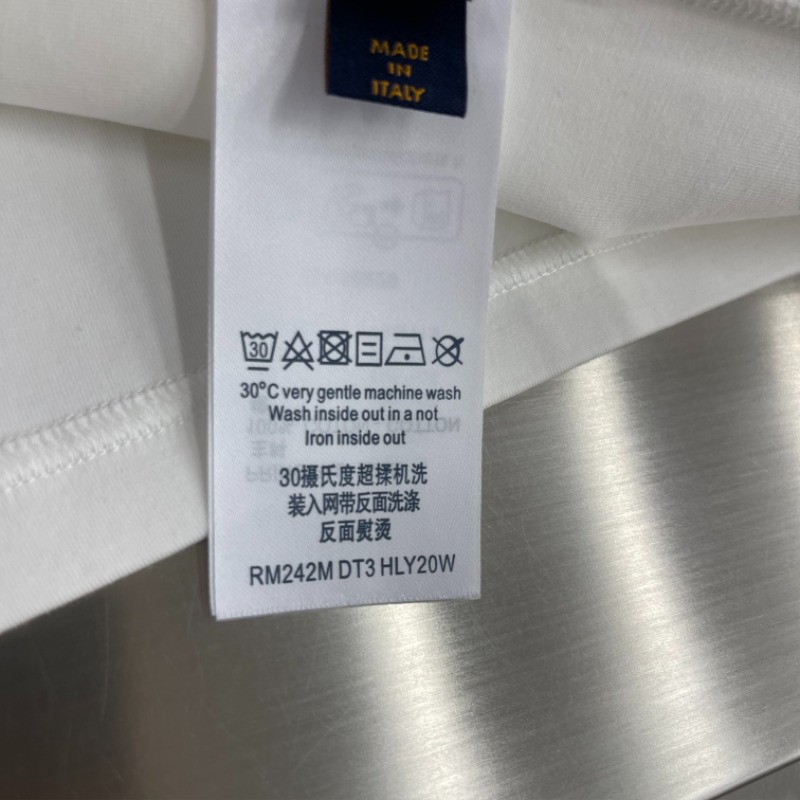 MADE
IN
ITALY
30
30°C very gentle machine wash
Wash inside out in a not
Iron inside out
30摄氏度超揉机洗
装入网带反面洗涤
反面熨烫
RM242M DT3 HLY20W